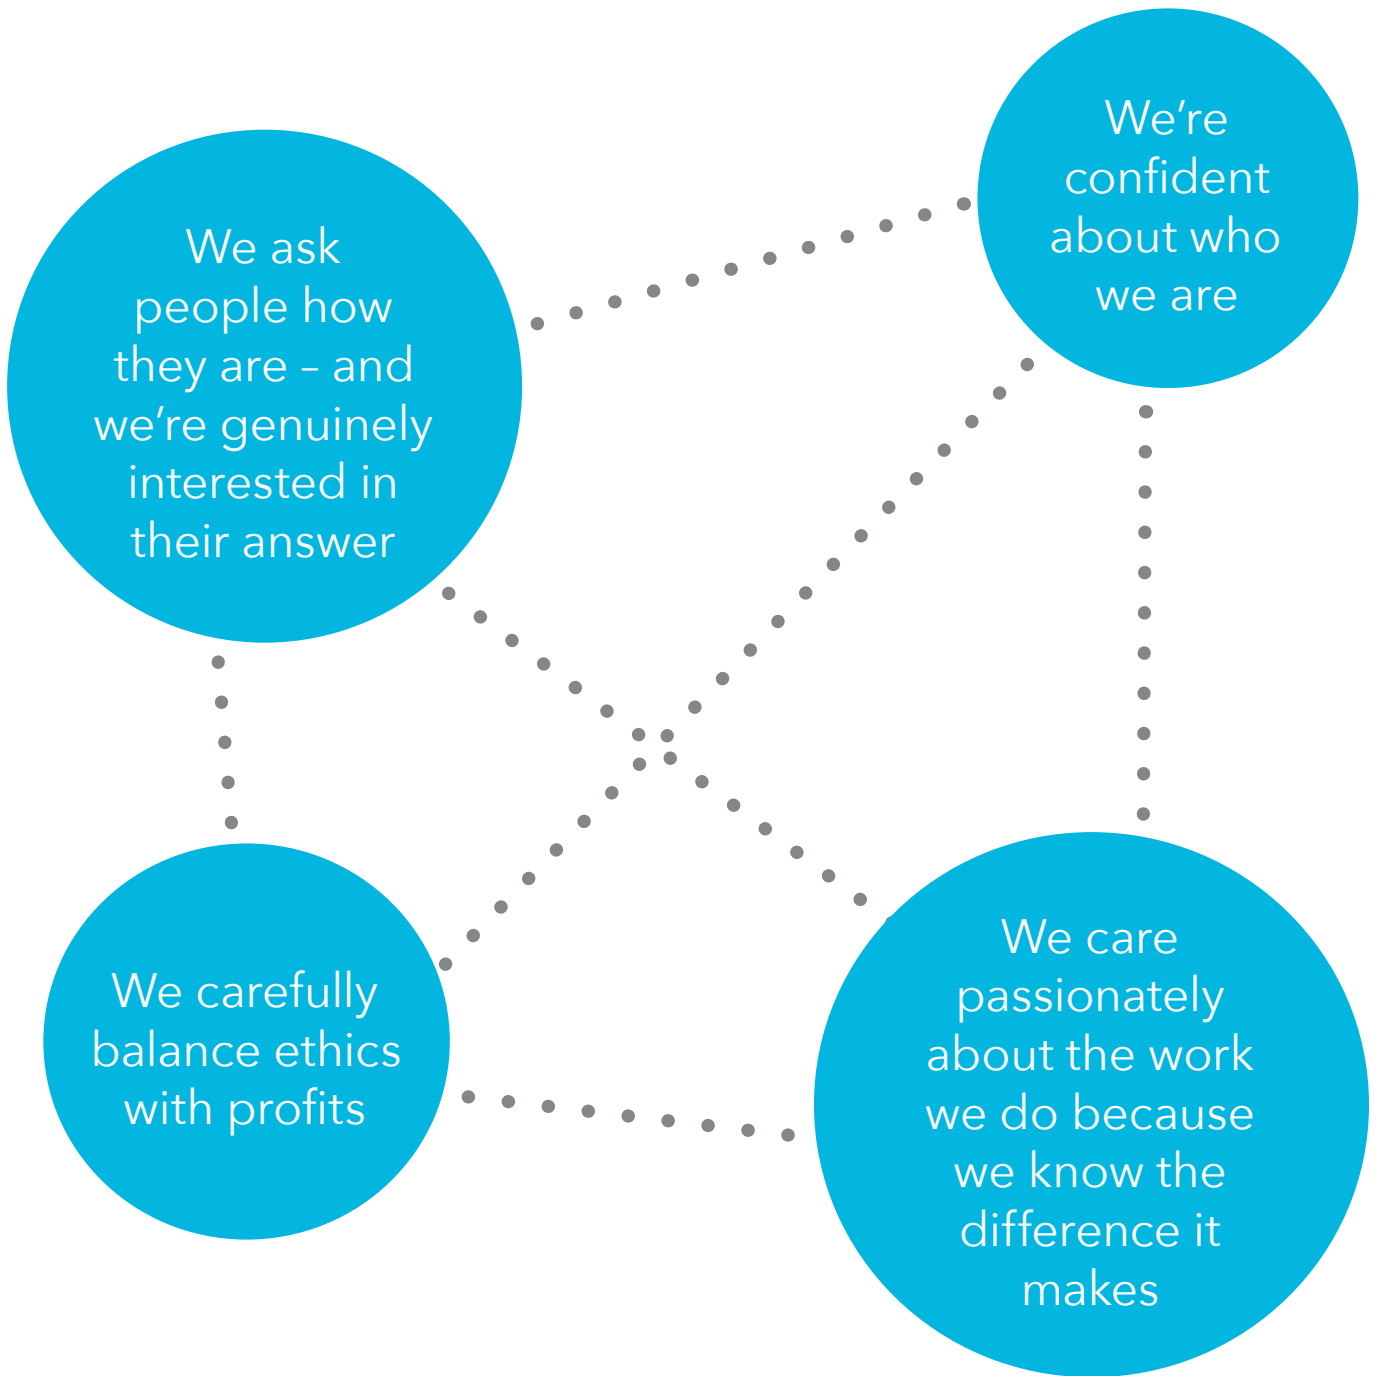 We ask
people how
they are – and
we’re genuinely
interested in
their answer
We’re
confident
about who
we are
We carefully
balance ethics
with profits
We care
passionately
about the work
we do because
we know the
difference it
makes